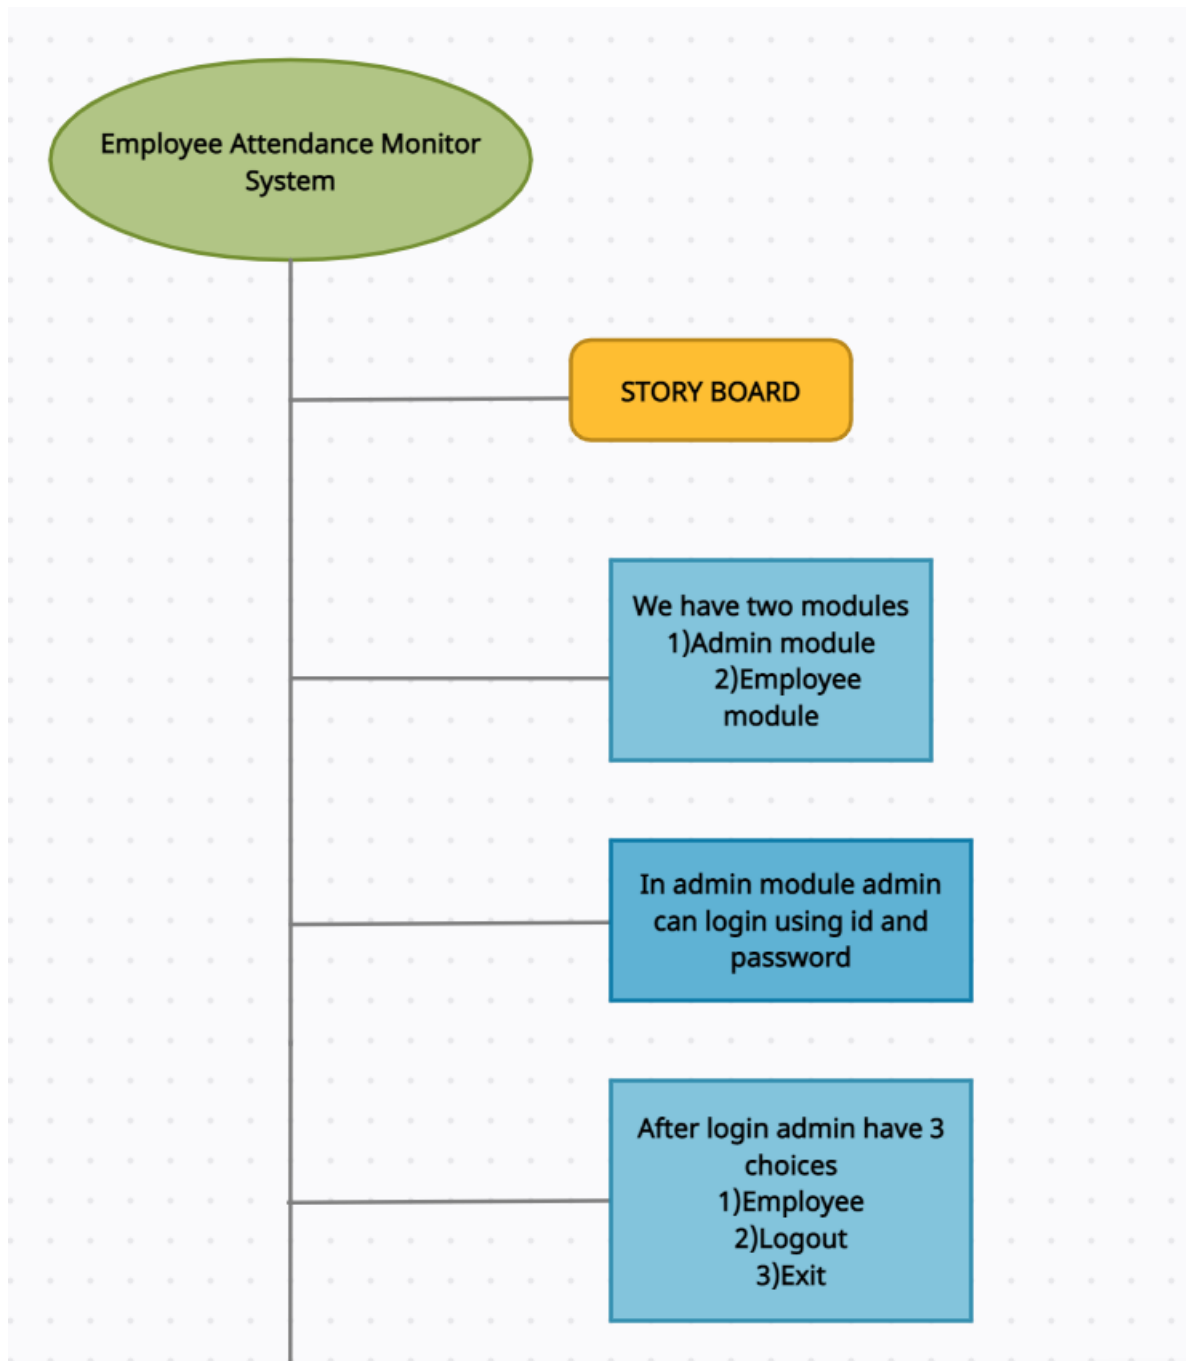 Employee Attendance Monitor
System
STORY BOARD
We have two modules
1)Admin module
2)Employee
module
In admin module admin
can login using id and
password
After login admin have 3
choices
1)Employee
2)Logout
3)Exit